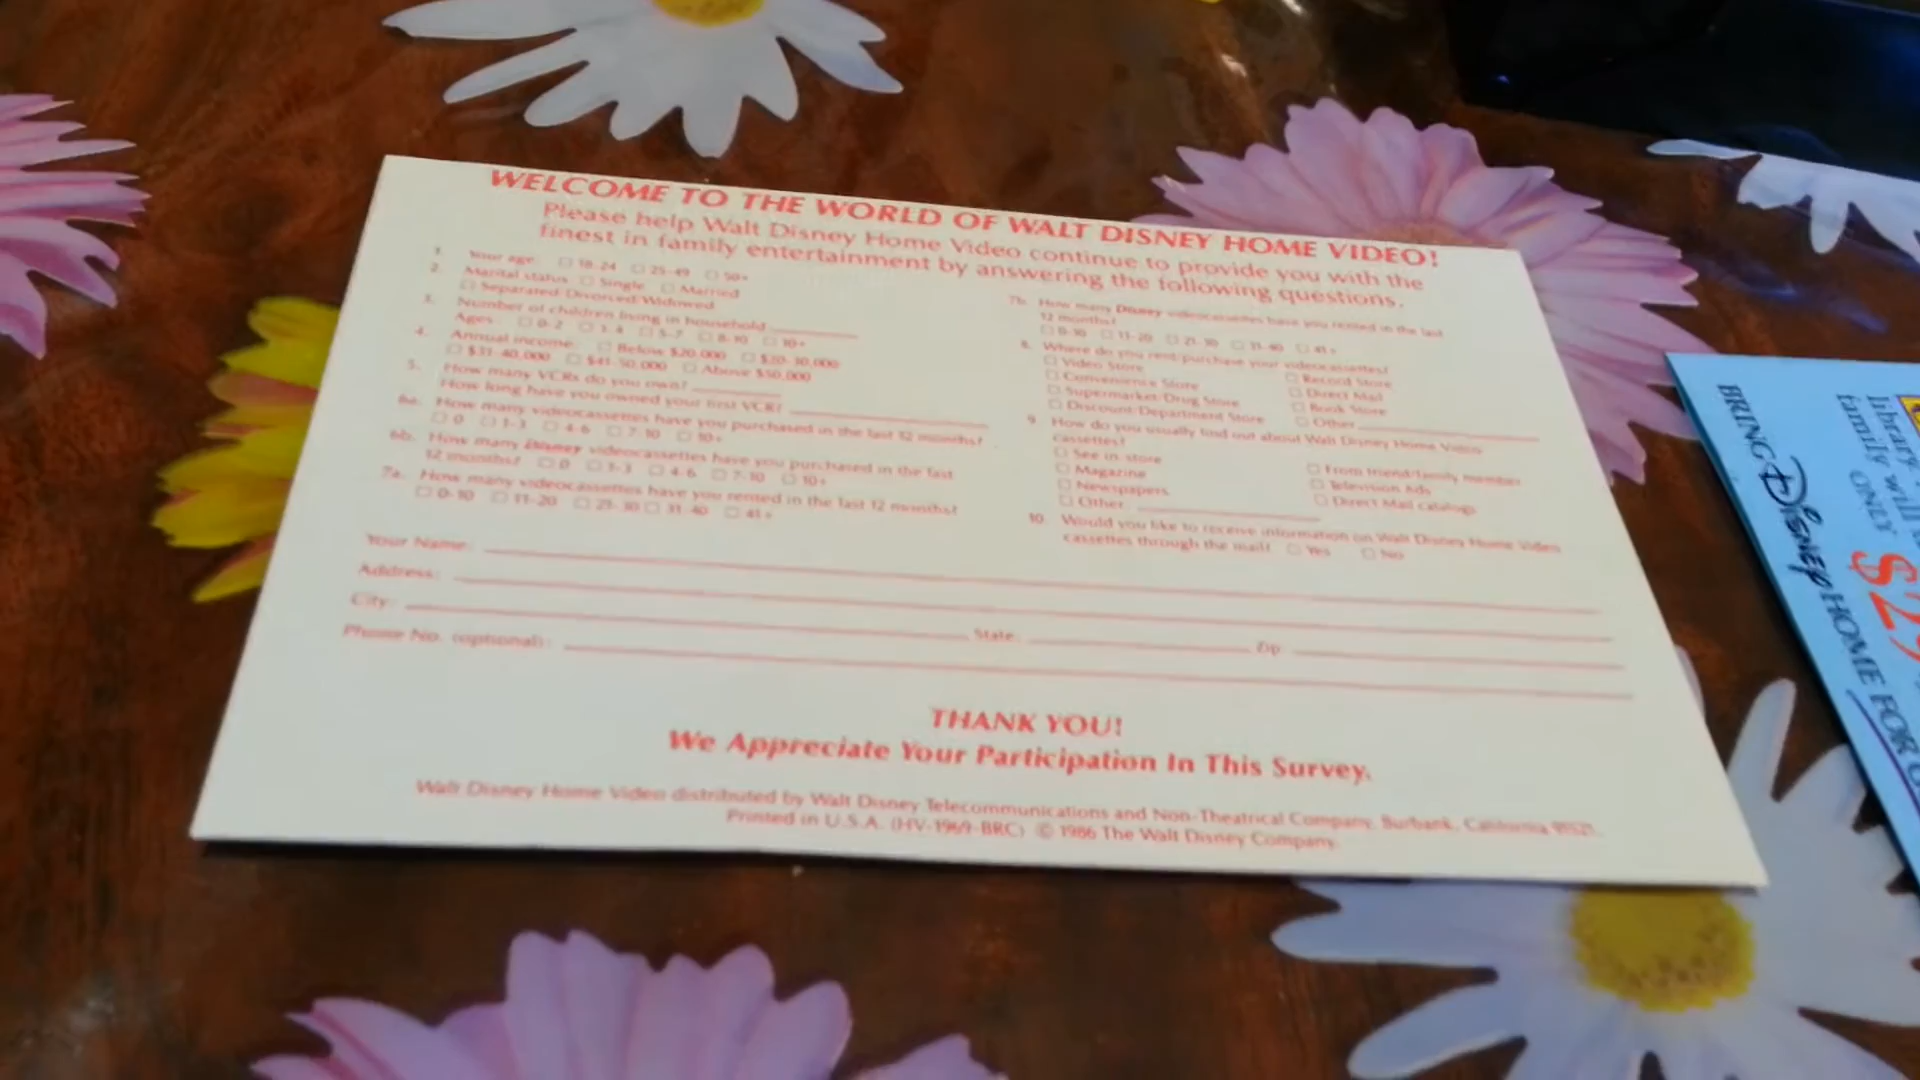 WELCOME TO THE WORLD OF WALT DISNEY HOME VIDEO!
Please help Walt Disney Home Video continue to provide you with the
finest in family entertainment by answering the following questions.
1. Your age: □ 18-24 □ 25-49 □ 50+
2. Marital status □ Single □ Married
□ Separated/Divorced/Widowed
3. Number of children living in household
Ages □ 0-2 □ 3-4 □ 5-7 □ 8-10 □ 10+
4. Annual income: □ Below $20,000 □ $20-30,000
□ $31-40,000 □ $41-50,000 □ Above $50,000
5. How many VCRs do you own?
How long have you owned your first VCR?
6a. How many videocassettes have you purchased in the last 12 months?
□ 0 □ 1-3 □ 4-6 □ 7-10 □ 10+
6b. How many Disney videocassettes have you purchased in the last
12 months? □ 0 □ 1-3 □ 4-6 □ 7-10 □ 10+
7a. How many videocassettes have you rented in the last 12 months?
□ 0-10 □ 11-20 □ 21-30 □ 31-40 □ 41+
7b. How many Disney videocassettes have you rented in the last
12 months?
□ 0-10 □ 11-20 □ 21-30 □ 31-40 □ 41+
8. Where do you rent/purchase your videocassettes?
□ Video Store □ Record Store
□ Convenience Store □ Direct Mail
□ Supermarket/Drug Store □ Book Store
□ Discount/Department Store □ Other
9. How do you usually find out about Walt Disney Home Video
cassettes?
□ See in-store □ From friend/family member
□ Magazine □ Television Ads
□ Newspapers □ Direct Mail catalogs
□ Other
10. Would you like to receive information on Walt Disney Home Video
cassettes through the mail? □ Yes □ No
Your Name:
Address:
City: State: Zip:
Phone No. (optional):
THANK YOU!
We Appreciate Your Participation In This Survey.
Walt Disney Home Video distributed by Walt Disney Telecommunications and Non-Theatrical Company, Burbank, California 91521.
Printed in U.S.A. (HV-1969-BRC) © 1986 The Walt Disney Company.
library
family will
ONLY $29
BRING DISNEY HOME FOR